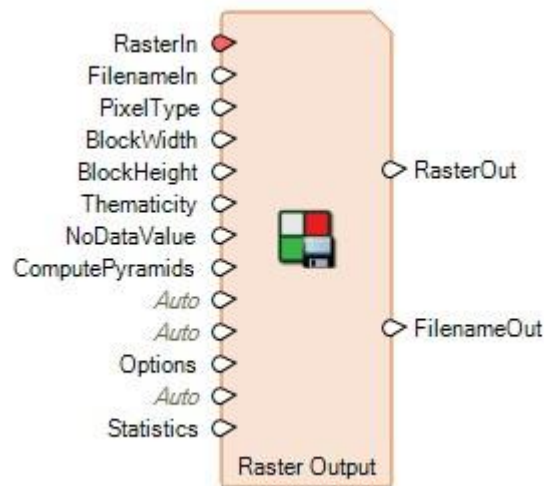 RasterIn
FilenameIn
PixelType
BlockWidth
BlockHeight
Thematicity
NoDataValue
ComputePyramids
Auto
Auto
Options
Auto
Statistics
RasterOut
FilenameOut
Raster Output